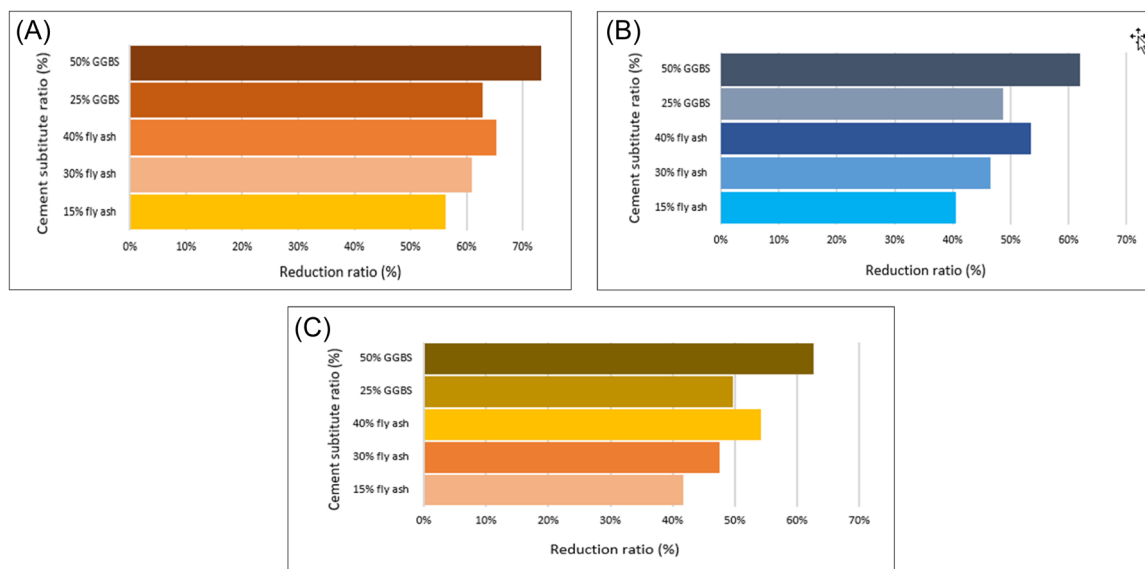 (A)
Cement subtitute ratio (%)
50% GGBS
25% GGBS
40% fly ash
30% fly ash
15% fly ash
0% 10% 20% 30% 40% 50% 60% 70%
Reduction ratio (%)
(B)
Cement subtitute ratio (%)
50% GGBS
25% GGBS
40% fly ash
30% fly ash
15% fly ash
0% 10% 20% 30% 40% 50% 60% 70%
Reduction ratio (%)
(C)
Cement subtitute ratio (%)
50% GGBS
25% GGBS
40% fly ash
30% fly ash
15% fly ash
0% 10% 20% 30% 40% 50% 60% 70%
Reduction ratio (%)